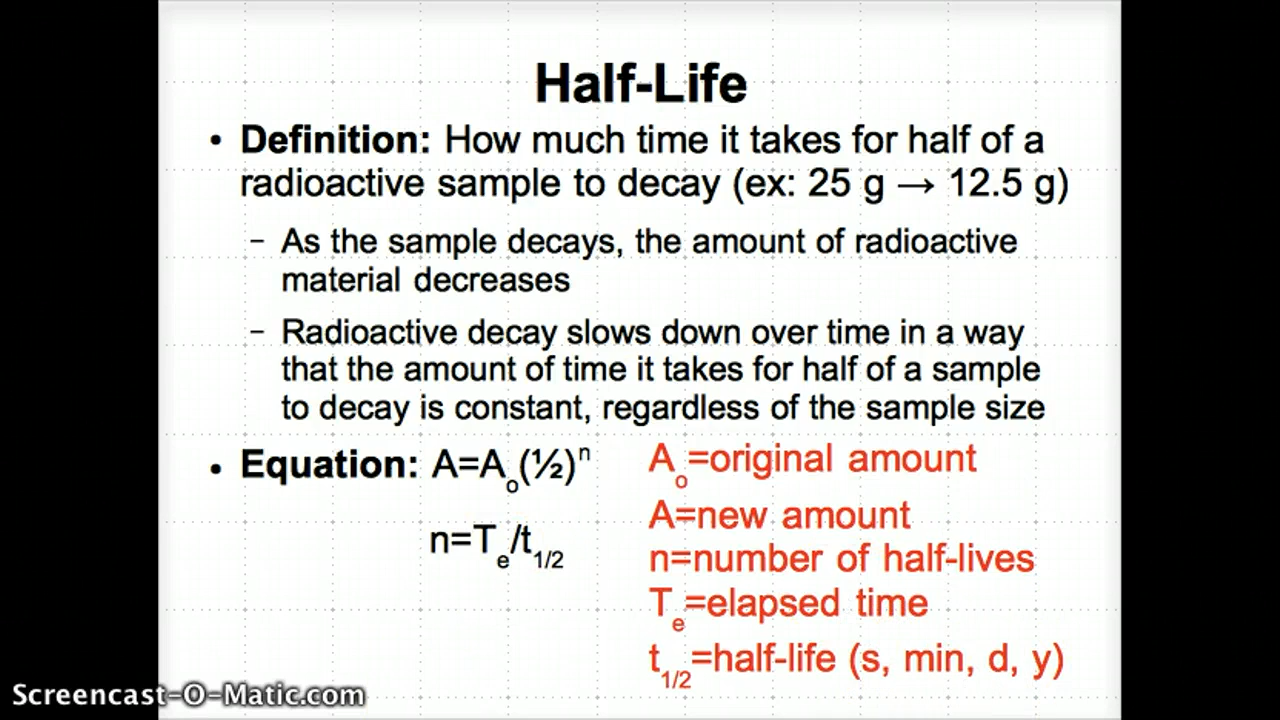 Half-Life
• Definition: How much time it takes for half of a
radioactive sample to decay (ex: 25 g → 12.5 g)
– As the sample decays, the amount of radioactive
material decreases
– Radioactive decay slows down over time in a way
that the amount of time it takes for half of a sample
to decay is constant, regardless of the sample size
• Equation: A=Ao(½)ⁿ
n=Te/t1/2
Ao=original amount
A=new amount
n=number of half-lives
Te=elapsed time
t1/2=half-life (s, min, d, y)
Screencast-O-Matic.com